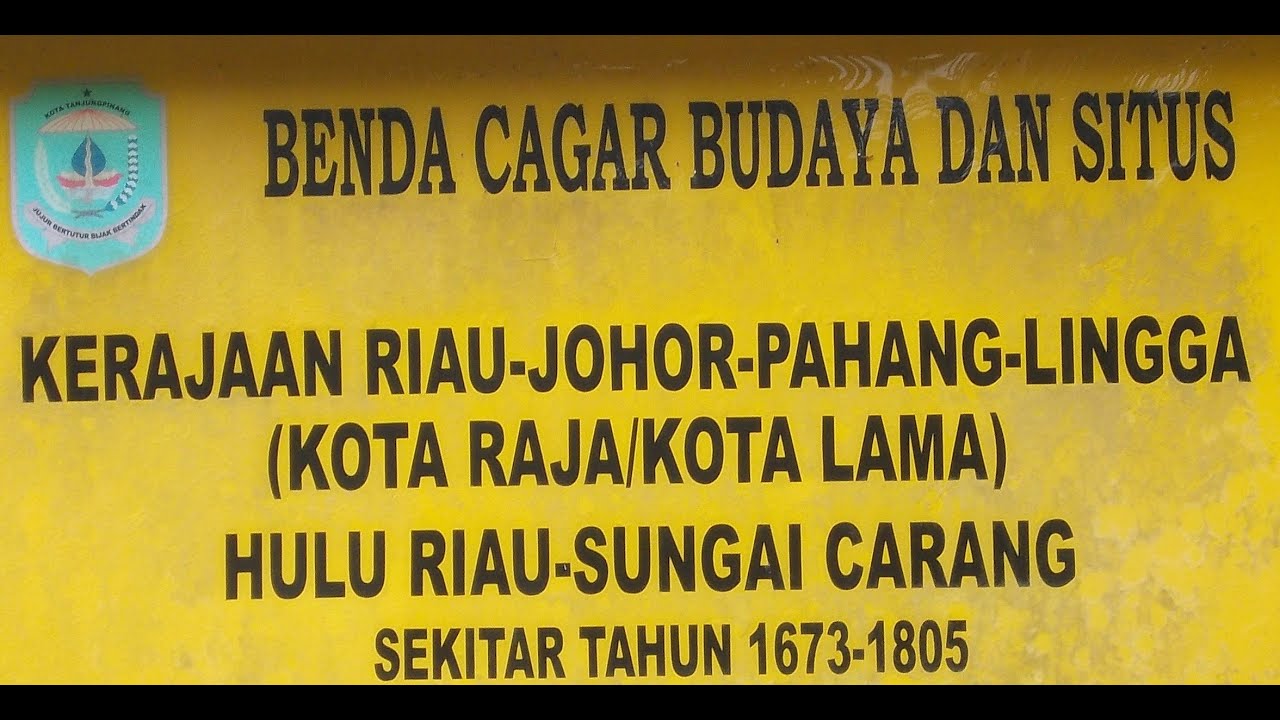 KOTA TANJUNGPINANG
JUJUR BERTUTUR BIJAK BERTINDAK
BENDA CAGAR BUDAYA DAN SITUS
KERAJAAN RIAU-JOHOR-PAHANG-LINGGA
(KOTA RAJA/KOTA LAMA)
HULU RIAU-SUNGAI CARANG
SEKITAR TAHUN 1673-1805